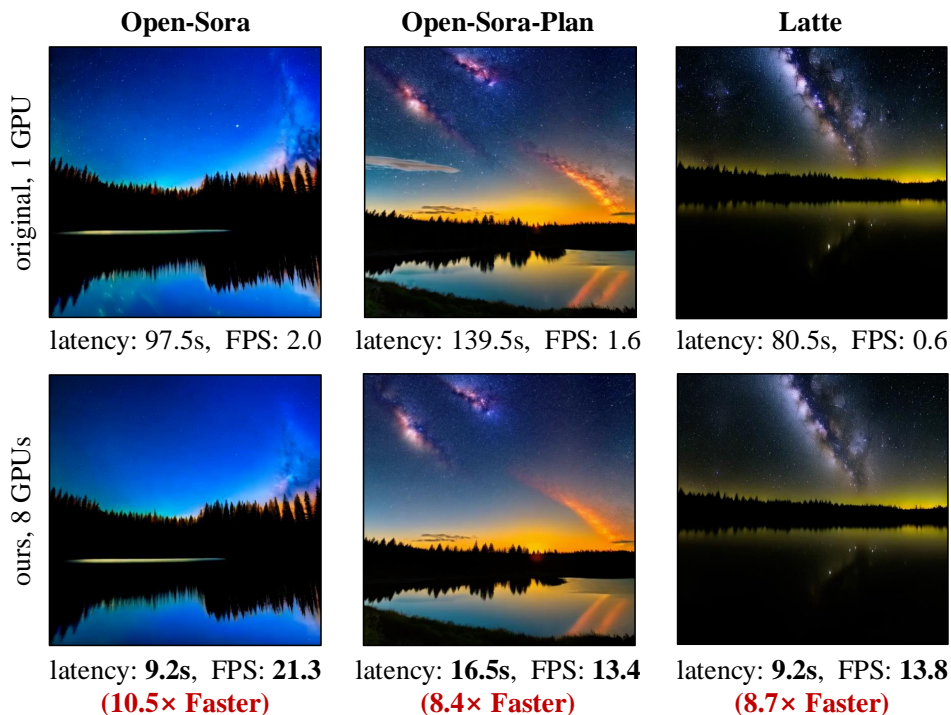 Open-Sora Open-Sora-Plan Latte
original, 1 GPU
latency: 97.5s, FPS: 2.0 latency: 139.5s, FPS: 1.6 latency: 80.5s, FPS: 0.6
ours, 8 GPUs
latency: 9.2s, FPS: 21.3 latency: 16.5s, FPS: 13.4 latency: 9.2s, FPS: 13.8
(10.5× Faster) (8.4× Faster) (8.7× Faster)